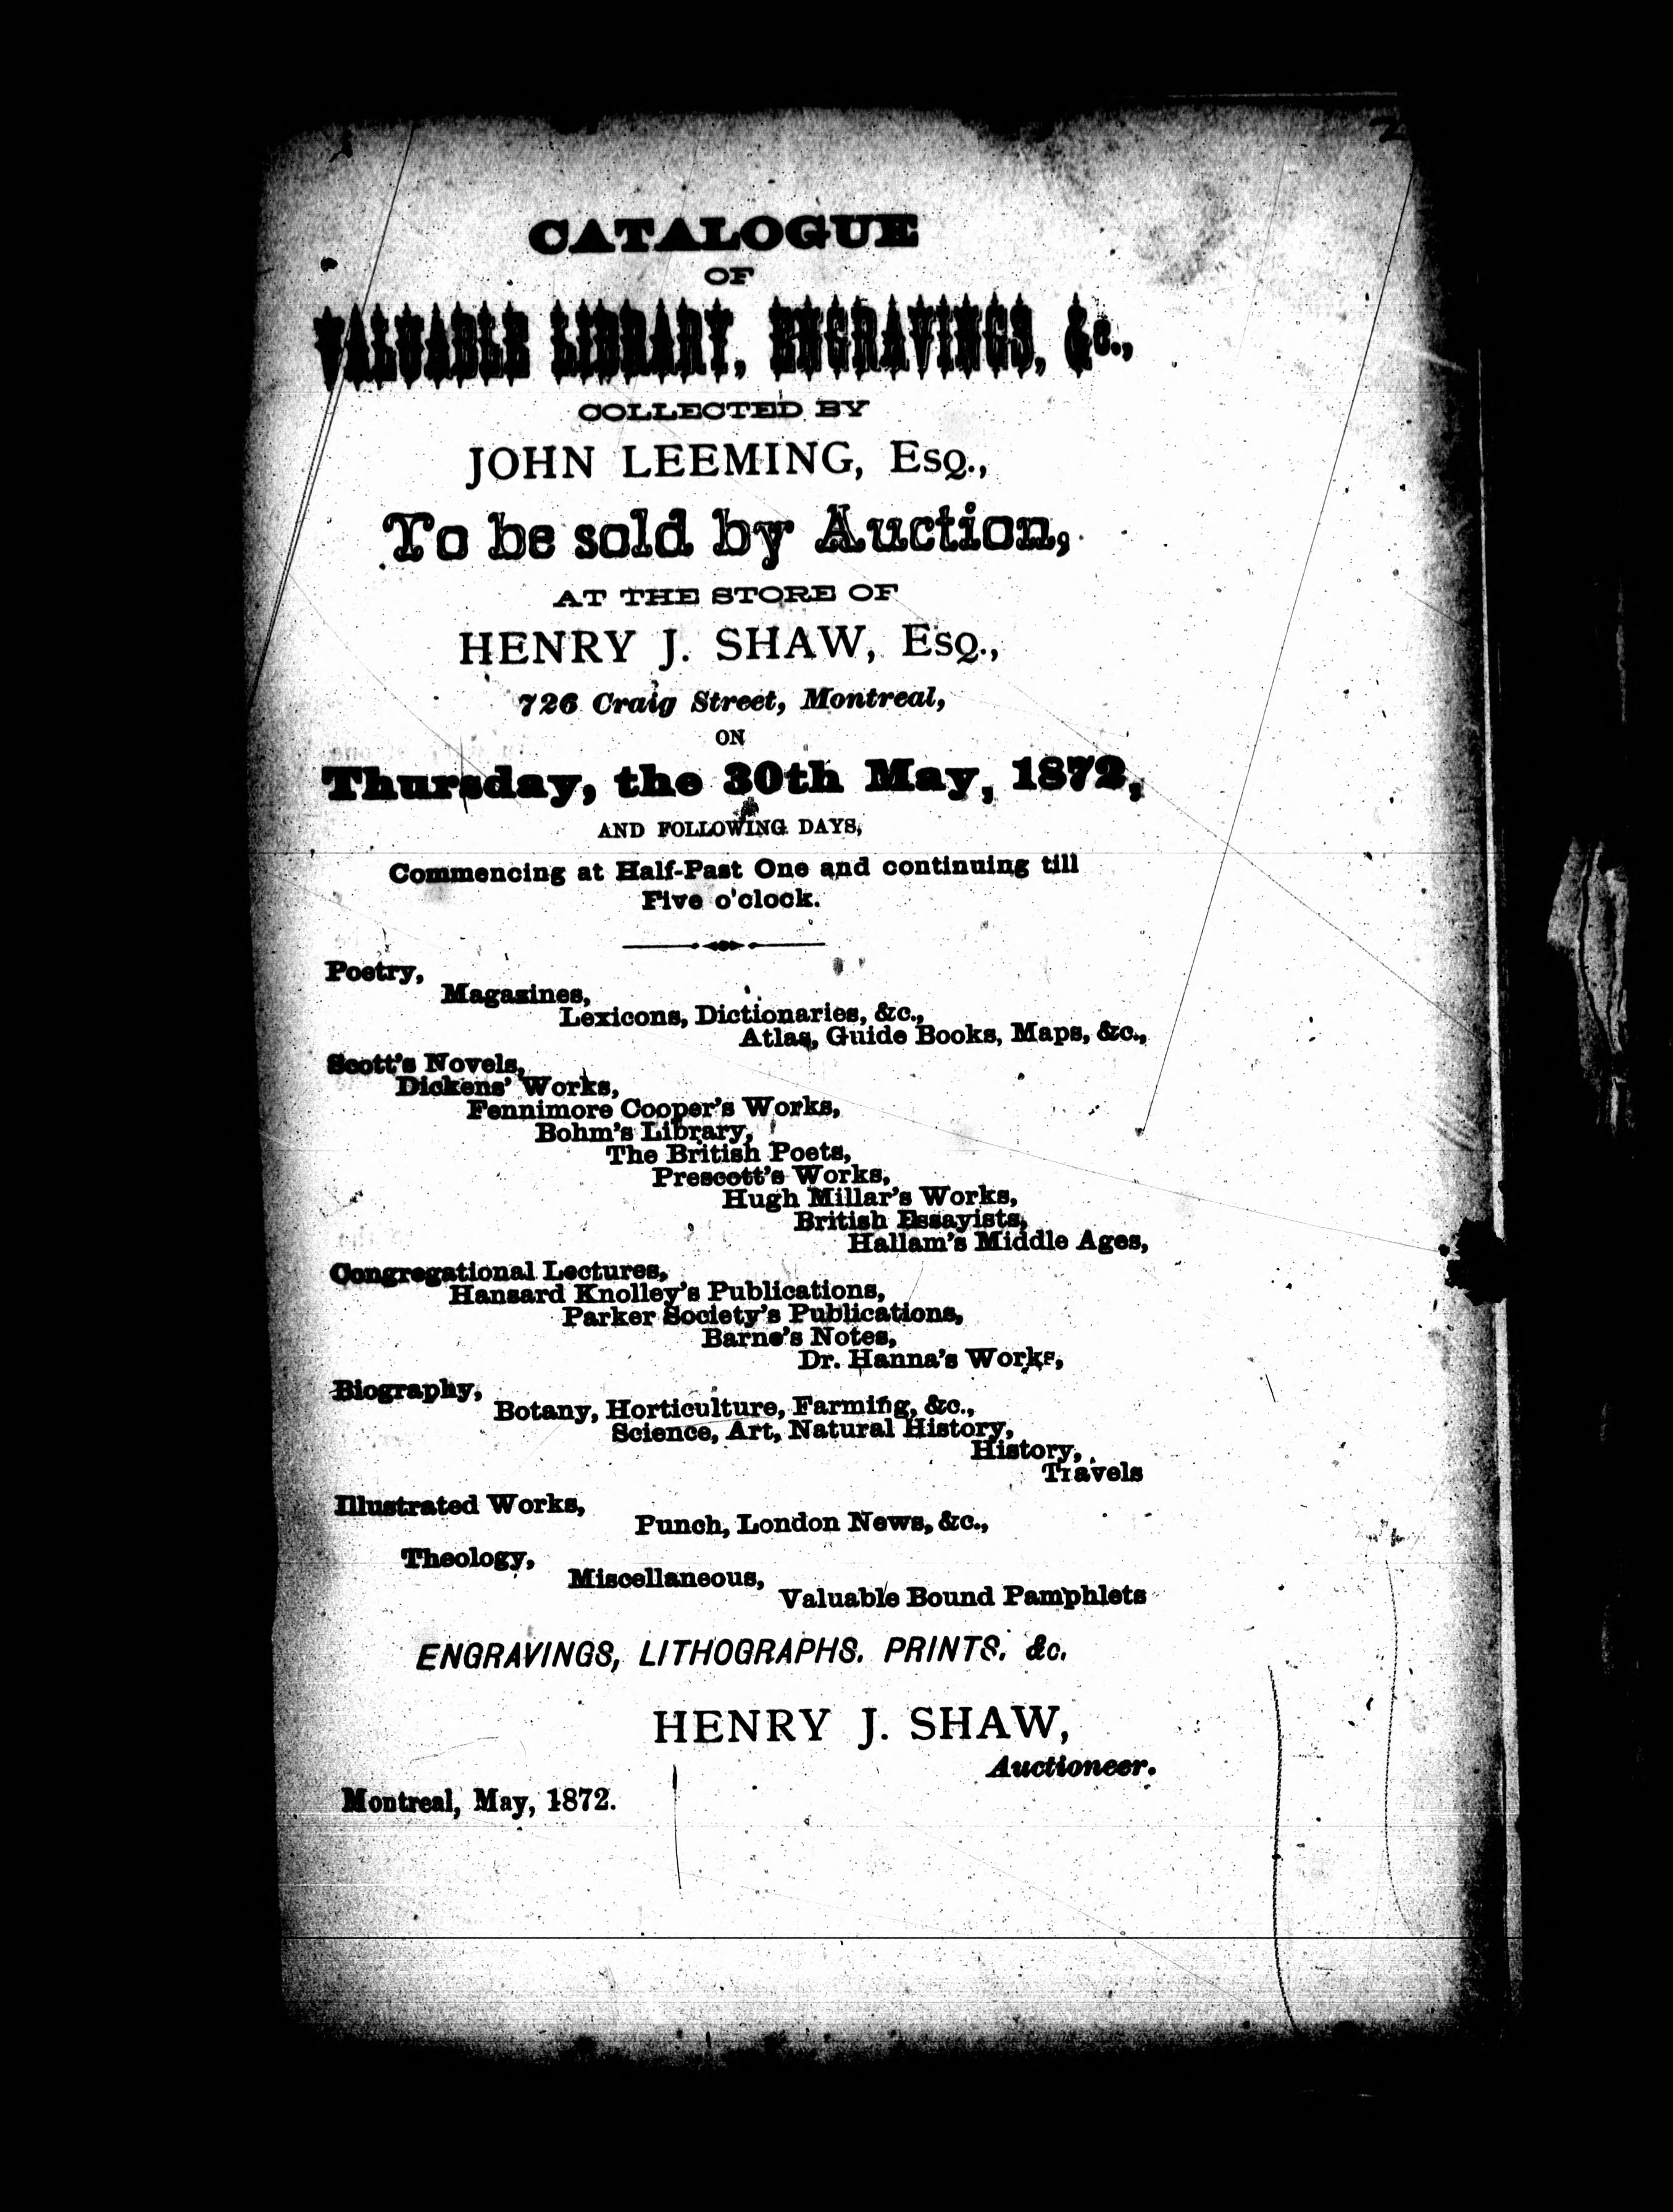 CATALOGUE
OF
VALUABLE LIBRARY, ENGRAVINGS, &c.,
COLLECTED BY
JOHN LEEMING, Esq.,
To be sold by Auction,
AT THE STORE OF
HENRY J. SHAW, Esq.,
726 Craig Street, Montreal,
ON
Thursday, the 30th May, 1872,
AND FOLLOWING DAYS,
Commencing at Half-Past One and continuing till
Five o'clock.
Poetry,
Magazines,
Lexicons, Dictionaries, &c.,
Atlas, Guide Books, Maps, &c.,
Scott's Novels,
Dickens' Works,
Fennimore Cooper's Works,
Bohm's Library,
The British Poets,
Prescott's Works,
Hugh Millar's Works,
British Essayists,
Hallam's Middle Ages,
Congregational Lectures,
Hansard Knolley's Publications,
Parker Society's Publications,
Barne's Notes,
Dr. Hanna's Works,
Biography,
Botany, Horticulture, Farming, &c.,
Science, Art, Natural History,
History,
Travels
Illustrated Works,
Punch, London News, &c.,
Theology,
Miscellaneous,
Valuable Bound Pamphlets
ENGRAVINGS, LITHOGRAPHS. PRINTS. &c.
HENRY J. SHAW,
Auctioneer.
Montreal, May, 1872.